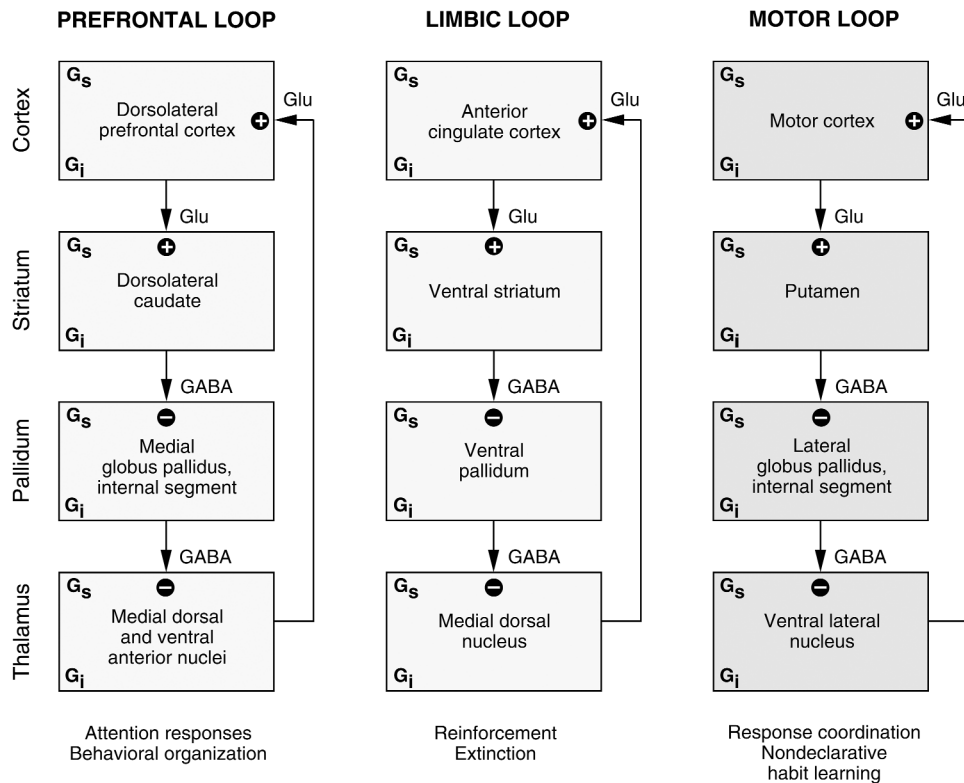 PREFRONTAL LOOP
LIMBIC LOOP
MOTOR LOOP
Cortex
Gs
Dorsolateral
prefrontal cortex
+
Gi
Glu
Gs
Anterior
cingulate cortex
+
Gi
Glu
Gs
Motor cortex
+
Gi
Glu
Glu
Glu
Glu
Striatum
Gs
+
Dorsolateral
caudate
Gi
Gs
+
Ventral striatum
Gi
Gs
+
Putamen
Gi
GABA
GABA
GABA
Pallidum
Gs
−
Medial
globus pallidus,
internal segment
Gi
Gs
−
Ventral
pallidum
Gi
Gs
−
Lateral
globus pallidus,
internal segment
Gi
GABA
GABA
GABA
Thalamus
Gs
−
Medial dorsal
and ventral
anterior nuclei
Gi
Gs
−
Medial dorsal
nucleus
Gi
Gs
−
Ventral lateral
nucleus
Gi
Attention responses
Behavioral organization
Reinforcement
Extinction
Response coordination
Nondeclarative
habit learning